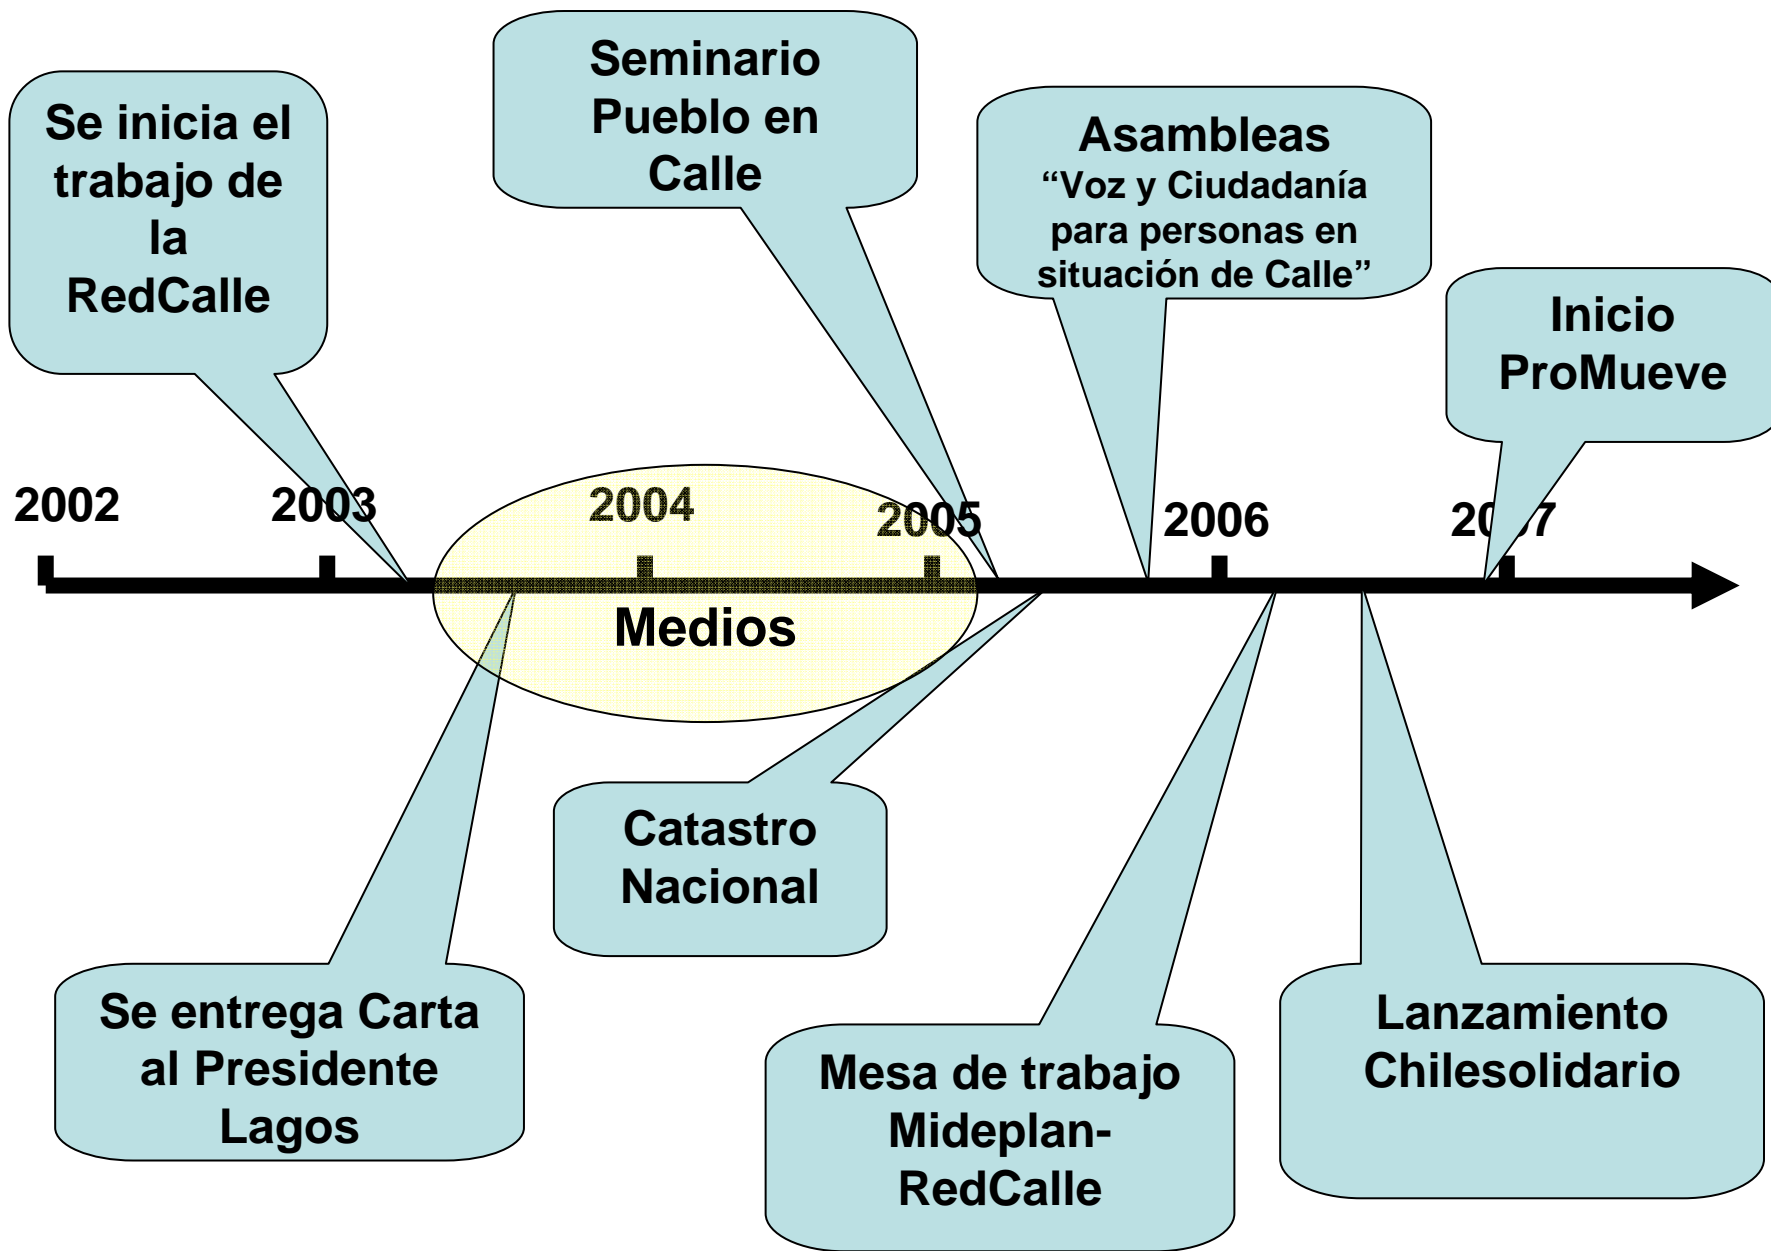 Se inicia el
trabajo de
la
RedCalle
Seminario
Pueblo en
Calle
Asambleas
“Voz y Ciudadanía
para personas en
situación de Calle”
Inicio
ProMueve
2002
2003
2004
2005
2006
2007
Medios
Catastro
Nacional
Se entrega Carta
al Presidente
Lagos
Mesa de trabajo
Mideplan-
RedCalle
Lanzamiento
Chilesolidario